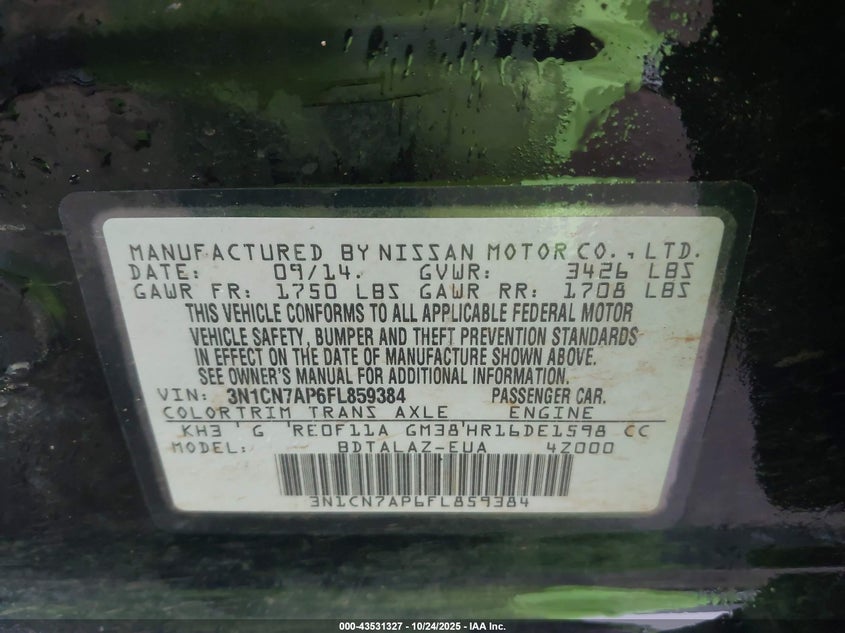 MANUFACTURED BY NISSAN MOTOR CO., LTD.
DATE: 09/14. GVWR: 3426 LBS
GAWR FR: 1750 LBS GAWR RR: 1708 LBS
THIS VEHICLE CONFORMS TO ALL APPLICABLE FEDERAL MOTOR
VEHICLE SAFETY, BUMPER AND THEFT PREVENTION STANDARDS
IN EFFECT ON THE DATE OF MANUFACTURE SHOWN ABOVE.
SEE OWNER'S MANUAL FOR ADDITIONAL INFORMATION.
VIN: 3N1CN7AP6FL859384 PASSENGER CAR.
COLOR TRIM TRANS AXLE ENGINE
KH3 'G 'RE0F11A GM38'HR16DE1598 CC
MODEL: BDTALAZ-EUA 4Z000
3N1CN7AP6FL859384
000-43531327 - 10/24/2025 - IAA Inc.